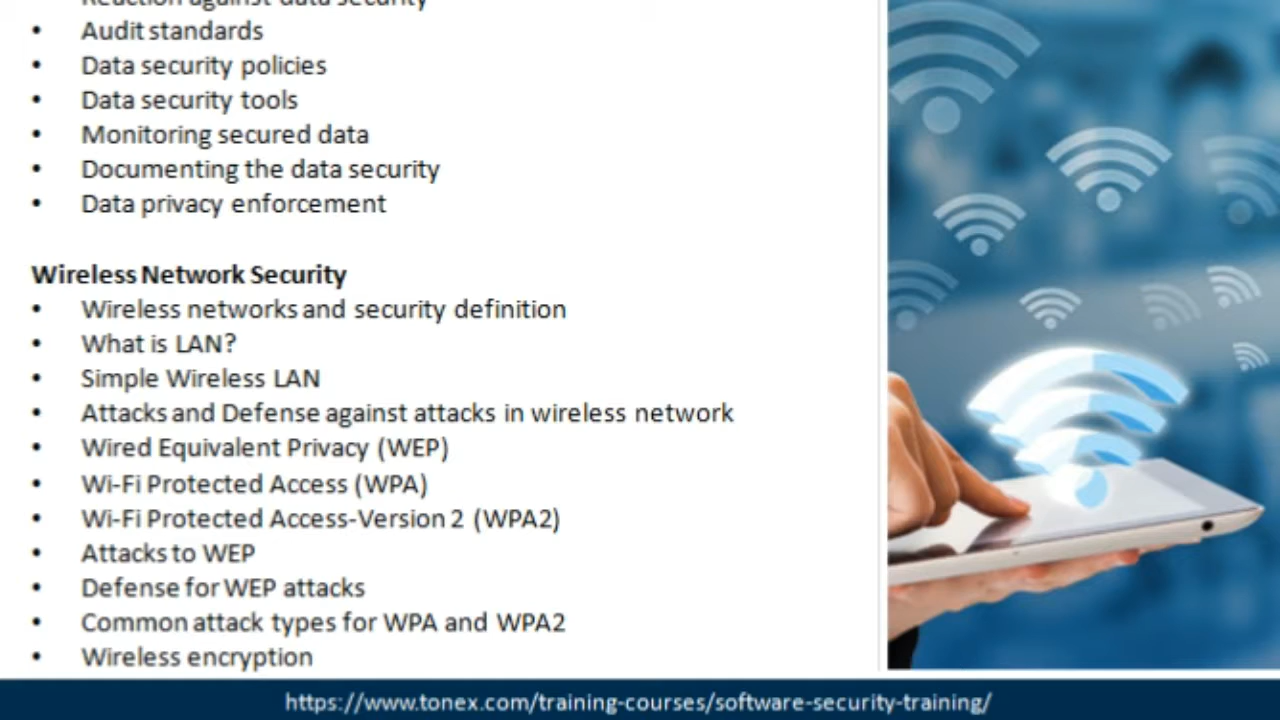 Reaction against data security
• Audit standards
• Data security policies
• Data security tools
• Monitoring secured data
• Documenting the data security
• Data privacy enforcement
Wireless Network Security
• Wireless networks and security definition
• What is LAN?
• Simple Wireless LAN
• Attacks and Defense against attacks in wireless network
• Wired Equivalent Privacy (WEP)
• Wi-Fi Protected Access (WPA)
• Wi-Fi Protected Access-Version 2 (WPA2)
• Attacks to WEP
• Defense for WEP attacks
• Common attack types for WPA and WPA2
• Wireless encryption
https://www.tonex.com/training-courses/software-security-training/